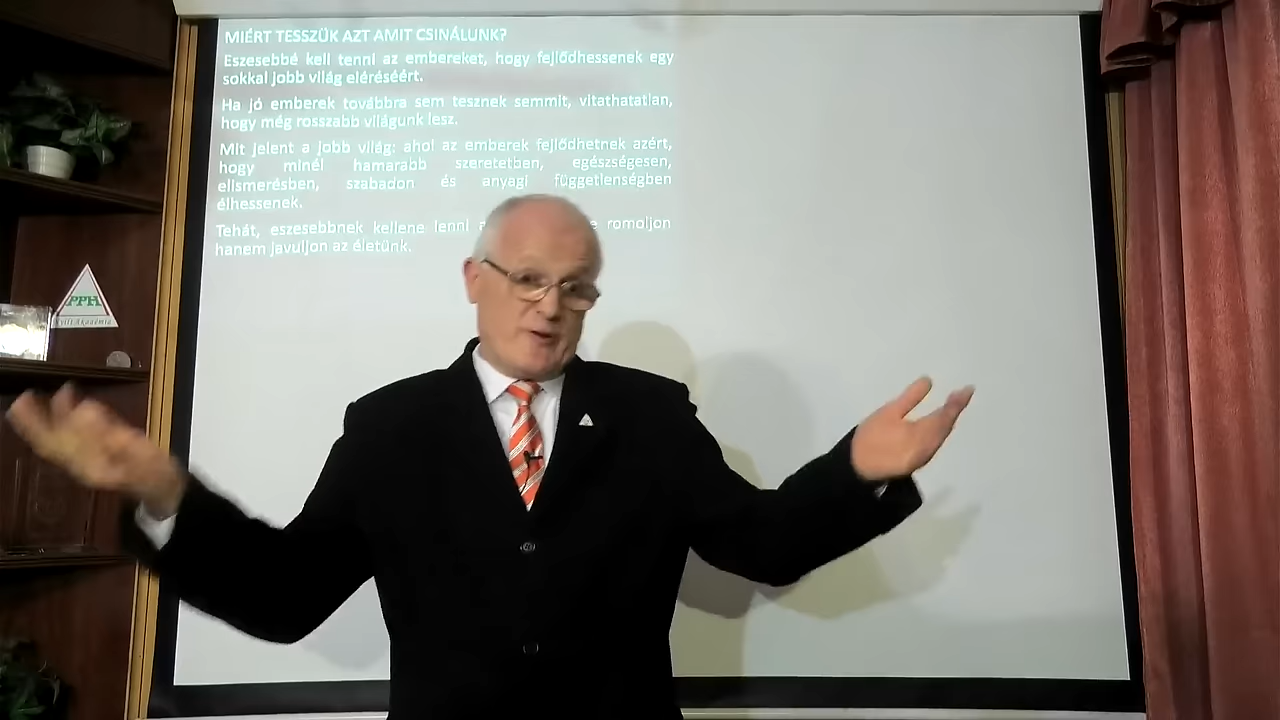 MIÉRT TESSZÜK AZT AMIT CSINÁLUNK?
Eszesebbé kell tenni az embereket, hogy fejlődhessenek egy
sokkal jobb világ eléréséért.
Ha jó emberek továbbra sem tesznek semmit, vitathatatlan,
hogy még rosszabb világunk lesz.
Mit jelent a jobb világ: ahol az emberek fejlődhetnek azért,
hogy minél hamarabb szeretetben, egészségesen,
elismerésben, szabadon és anyagi függetlenségben
élhessenek.
Tehát, eszesebbnek kellene lenni romoljon
hanem javuljon az életünk.
PPH
Nyílt Akadémia